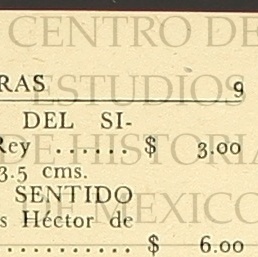 CENTRO DE
RAS 9
ESTUDIOS
DEL SI-
Rey ...... $ 3.00
DE HISTORIA
3.5 cms.
SENTIDO
DE MEXICO
s Héctor de
.......... $ 6.00